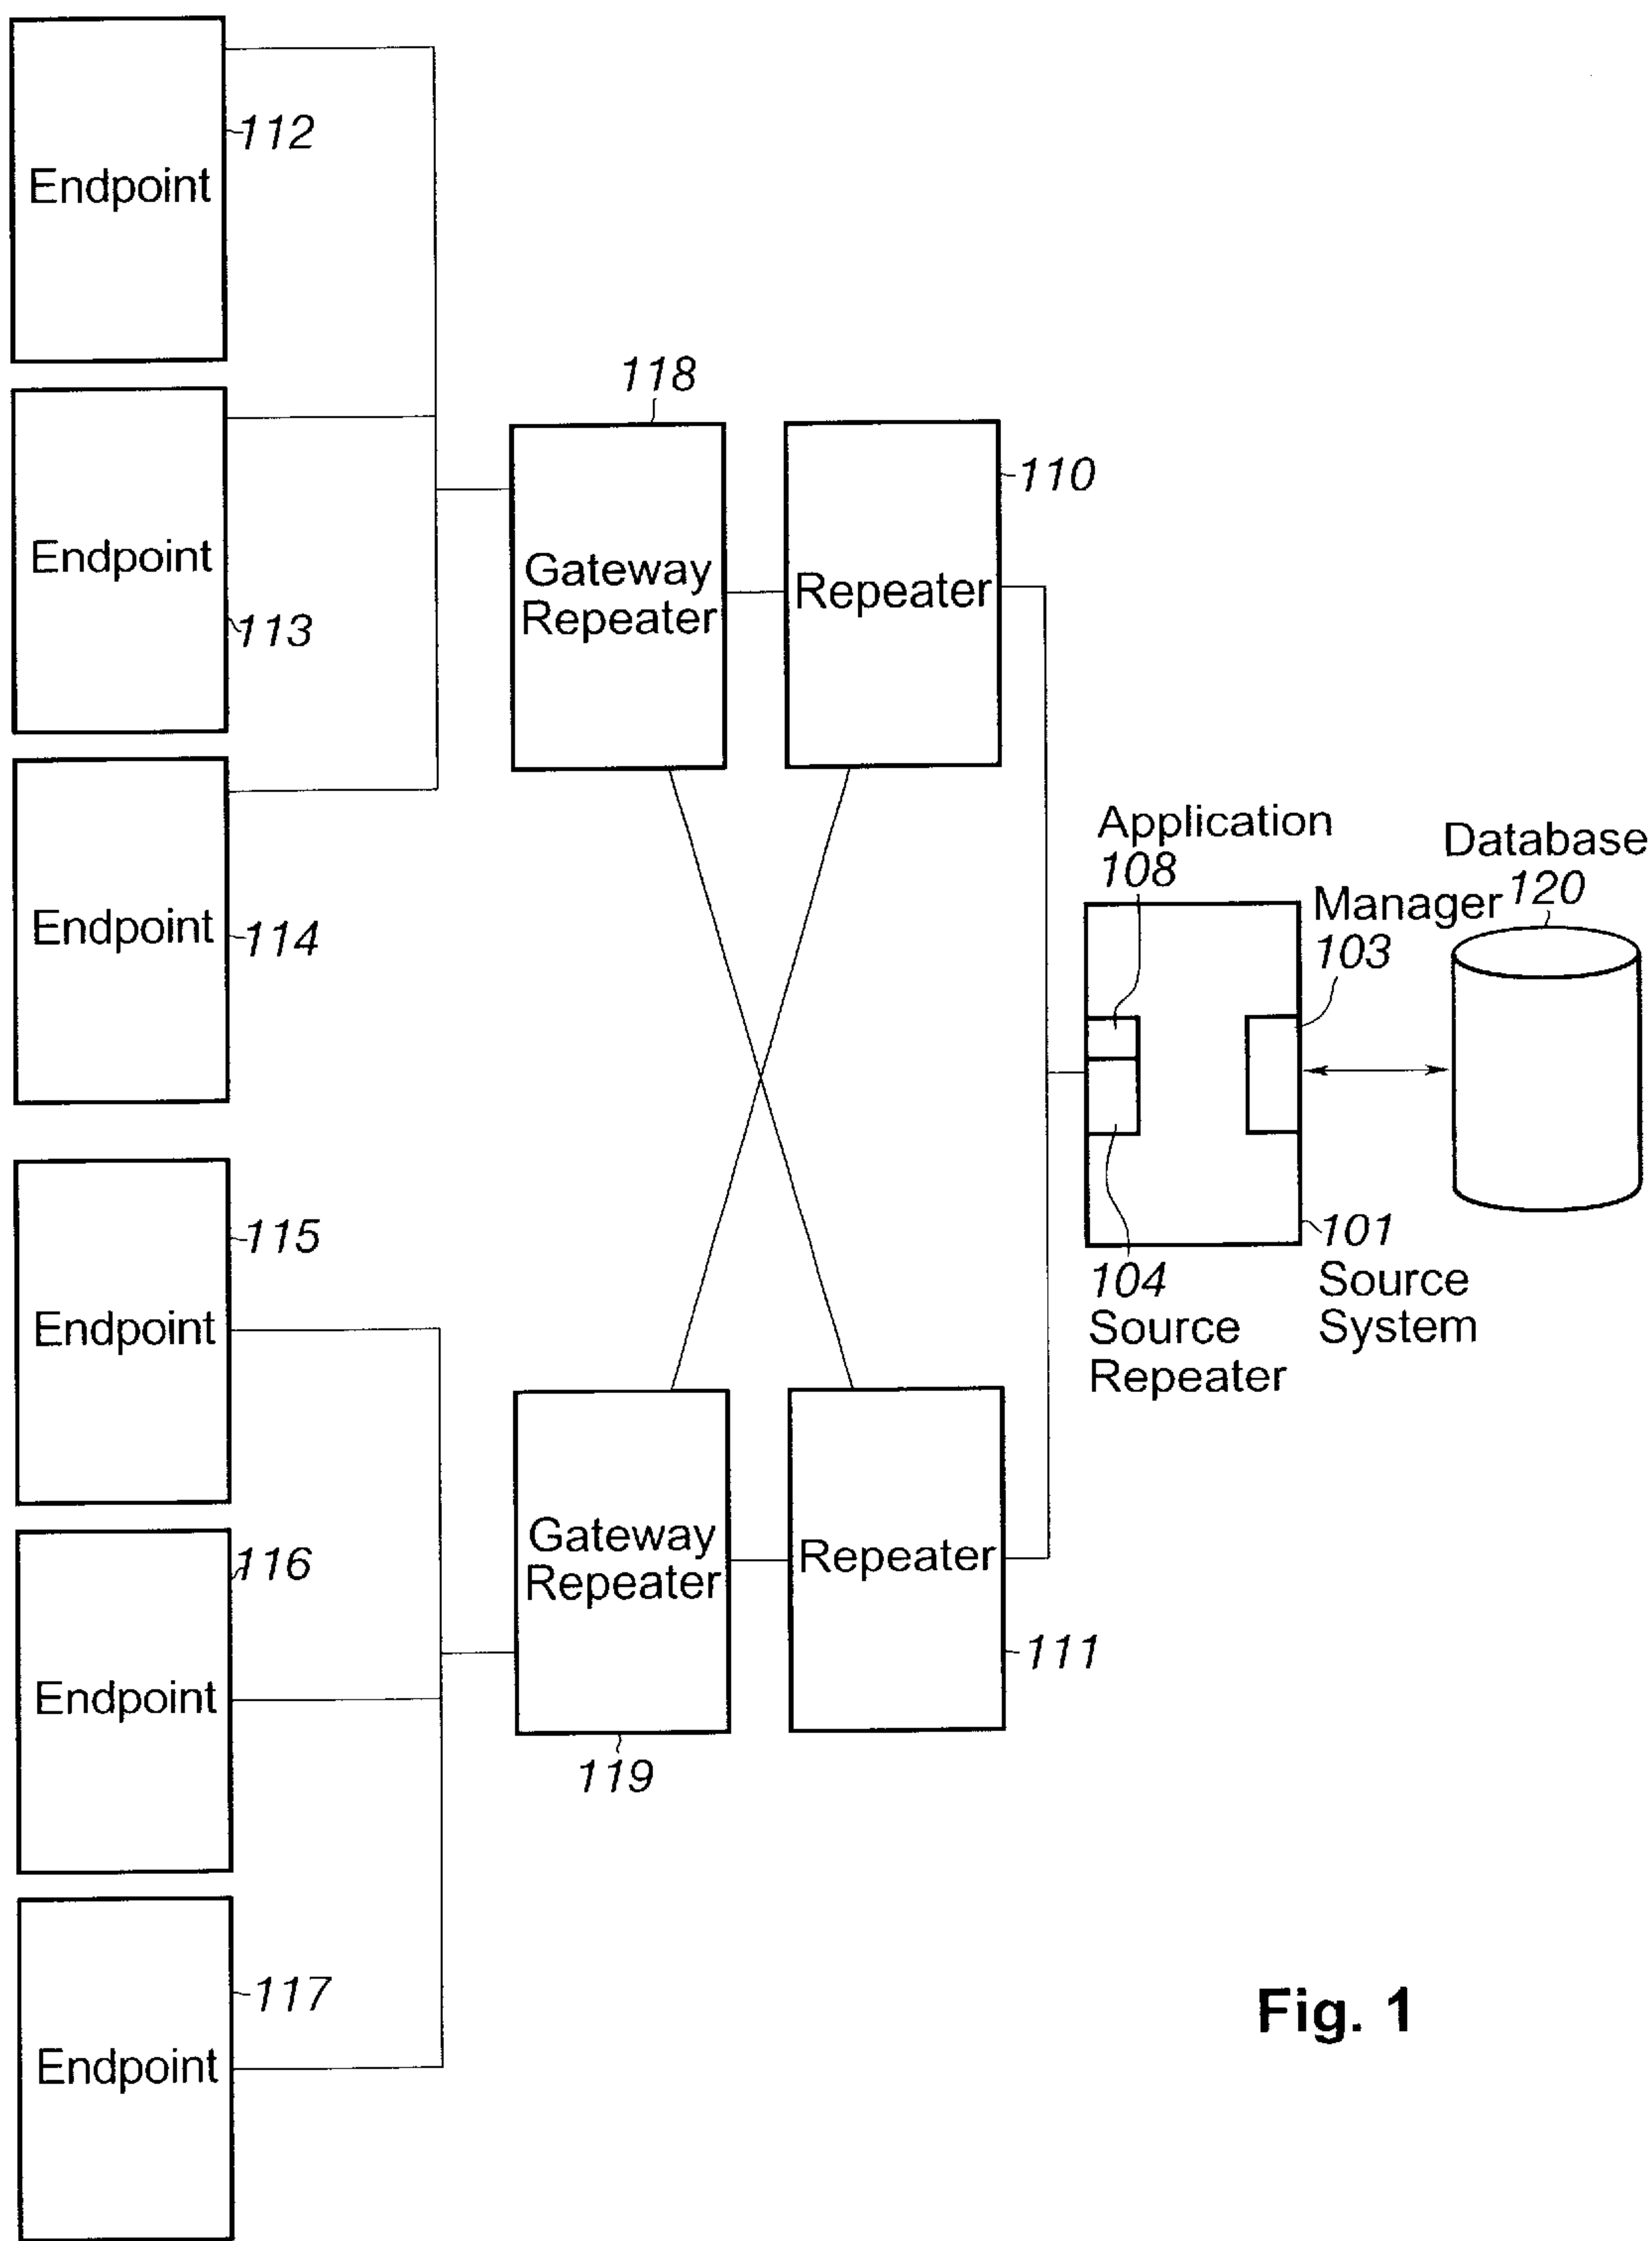 112
Endpoint
118
110
Endpoint
113
Gateway
Repeater
Repeater
Application
108
Database
120
Manager
103
Endpoint
114
115
101
Source
System
104
Source
Repeater
Endpoint
Gateway
Repeater
Repeater
116
111
Endpoint
119
117
Endpoint
Fig. 1